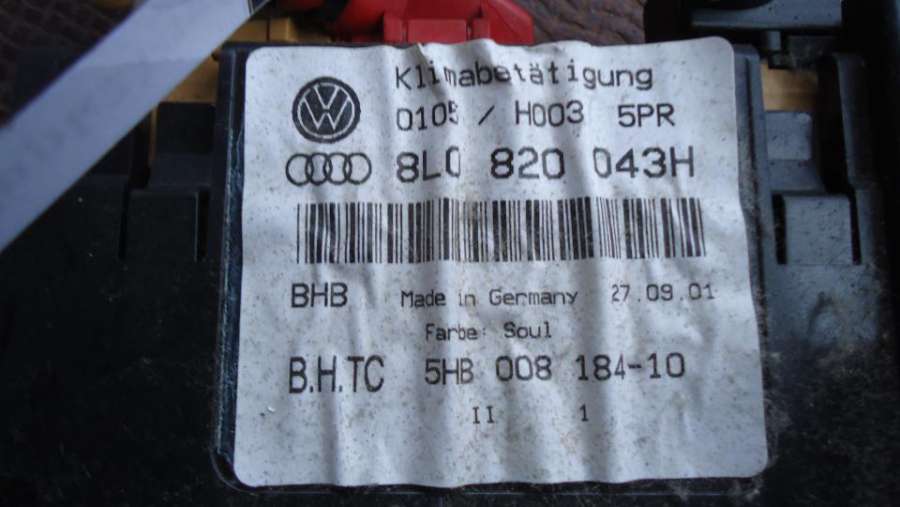 Klimabetätigung
0105 / H003 5PR
8L0 820 043H
BHB Made in Germany 27.09.01
Farbe: Soul
B.H.TC 5HB 008 184-10
II 1